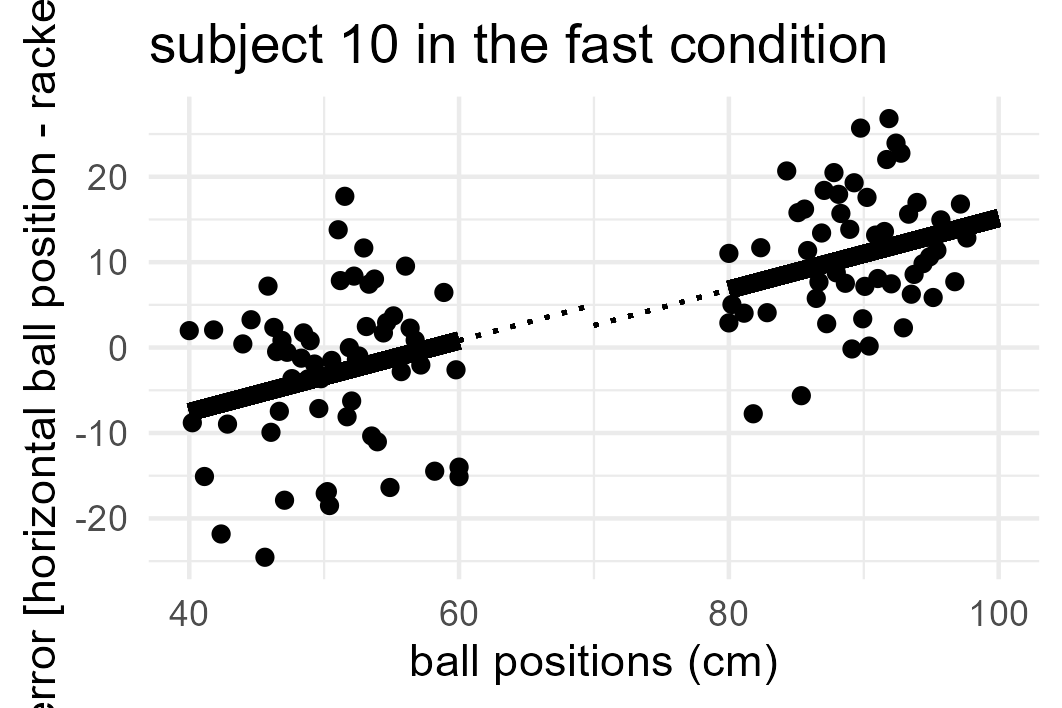 subject 10 in the fast condition
error [horizontal ball position - racke
20
10
0
-10
-20
40 60 80 100
ball positions (cm)